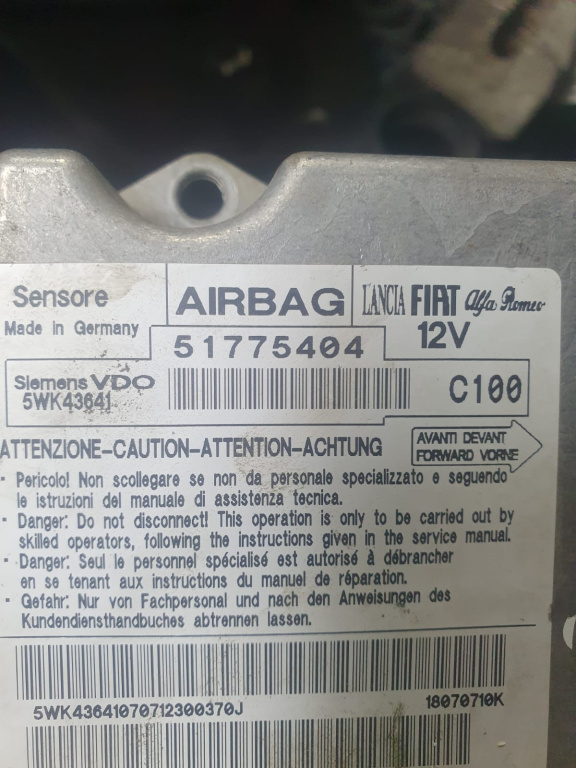 Sensore AIRBAG LANCIA FIAT Alfa Romeo
Made in Germany 51775404 12V
Siemens VDO
5WK43641 C100
ATTENZIONE-CAUTION-ATTENTION-ACHTUNG
AVANTI DEVANT
FORWARD VORNE
- Pericolo! Non scollegare se non da personale specializzato e seguendo
le istruzioni del manuale di assistenza tecnica.
- Danger: Do not disconnect! This operation is only to be carried out by
skilled operators, following the instructions given in the service manual.
- Danger: Seul le personnel spécialisé est autorisé à débrancher
en se tenant aux instructions du manuel de réparation.
- Gefahr: Nur von Fachpersonal und nach den Anweisungen des
Kundendiensthandbuches abtrennen lassen.
5WK43641070712300370J 18070710K